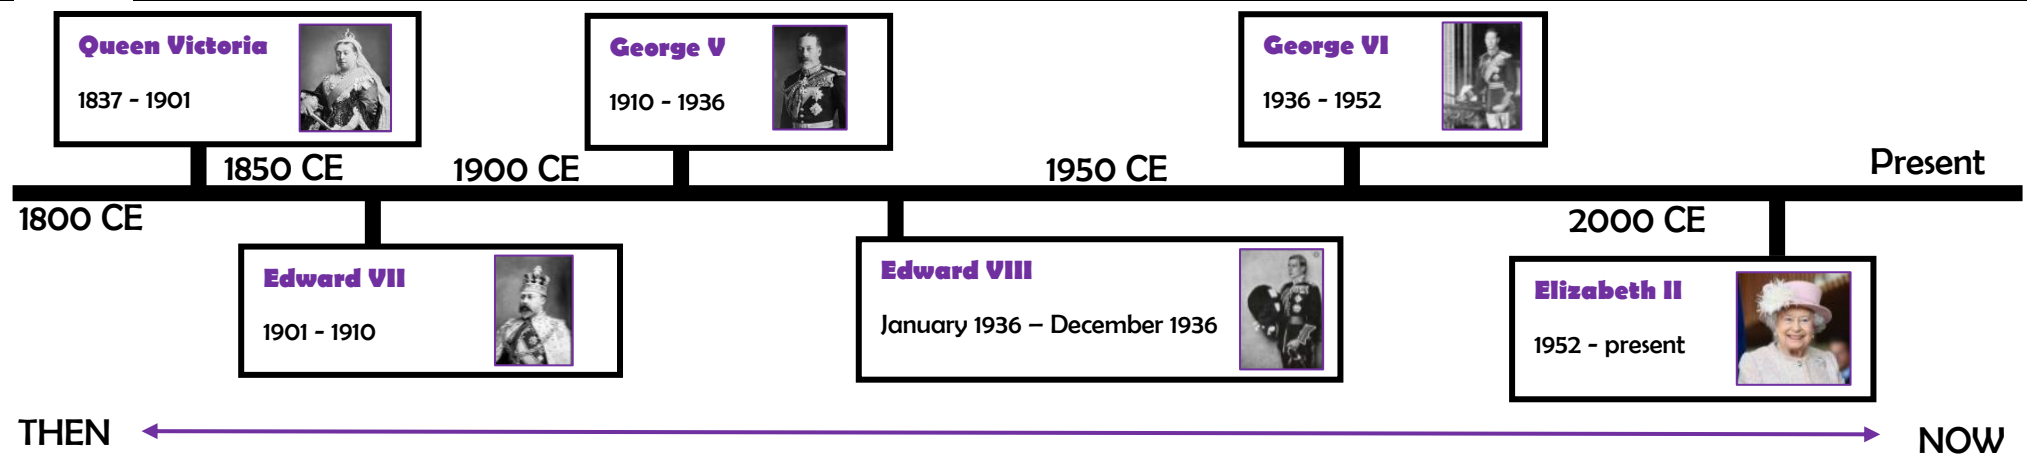 Queen Victoria
1837 - 1901
George V
1910 - 1936
George VI
1936 - 1952
1850 CE
1900 CE
1950 CE
Present
1800 CE
2000 CE
Edward VII
1901 - 1910
Edward VIII
January 1936 – December 1936
Elizabeth II
1952 - present
THEN
NOW